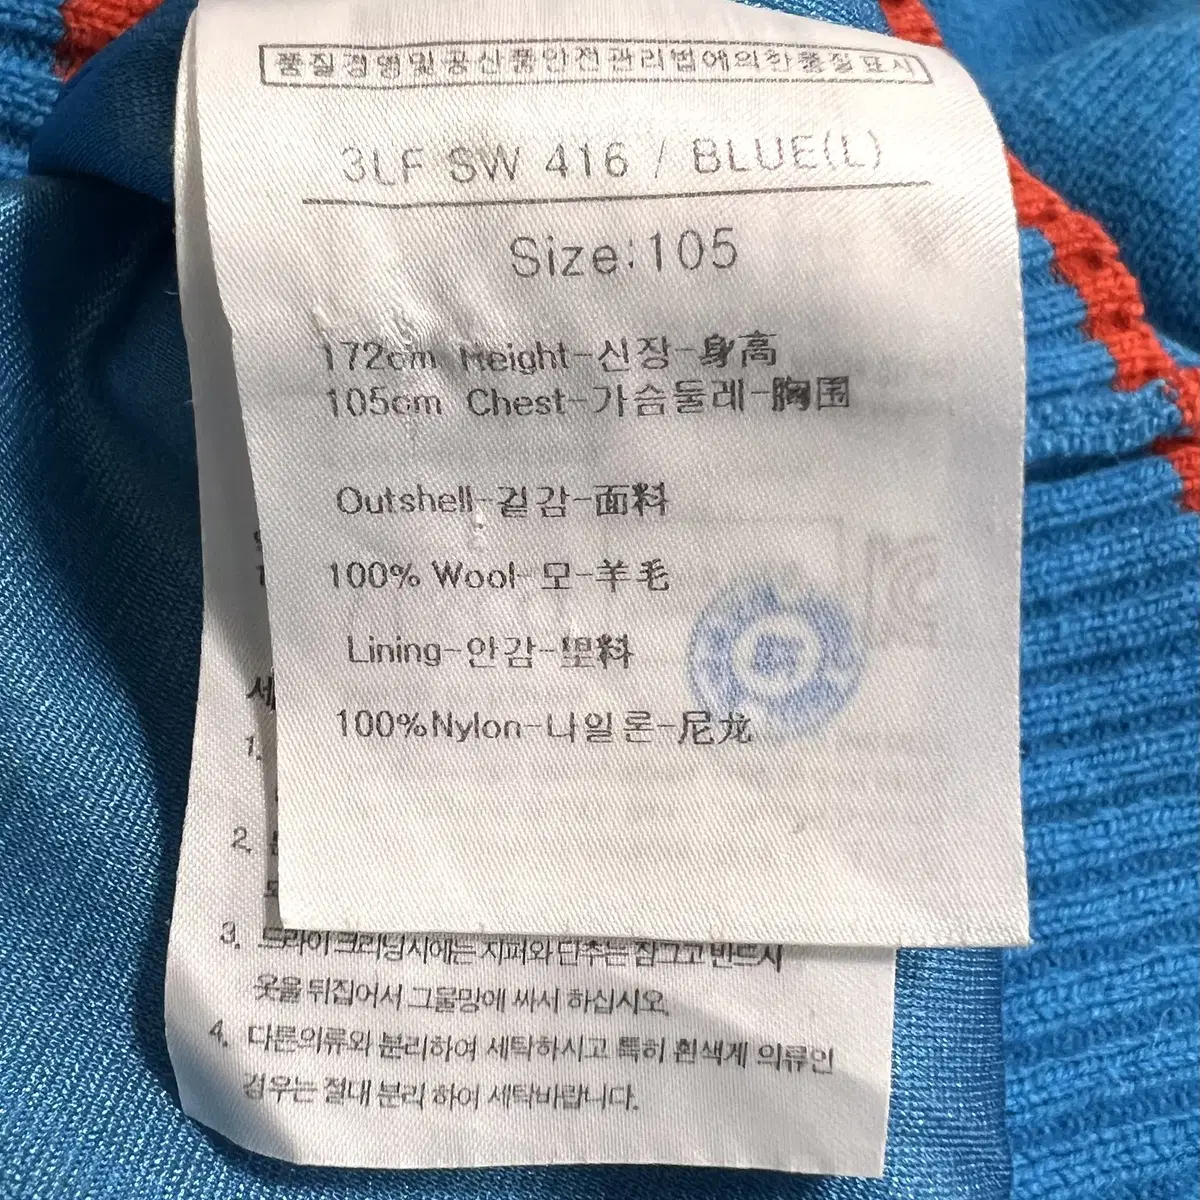 품질경영및공산품안전관리법에의한품질표시
3LF SW 416 / BLUE(L)
Size:105
172cm Height-신장-身高
105cm Chest-가슴둘레-胸围
Outshell-겉감-面料
100% Wool-모-羊毛
Lining-안감-里料
100%Nylon-나일론-尼龙
1.
2.
3. 드라이크리닝시에는 지퍼와 단추는 잠그고 반드시
옷을 뒤집어서 그물망에 싸시 하십시오.
4. 다른의류와 분리하여 세탁하시고 특히 흰색계 의류인
경우는 절대 분리 하여 세탁바랍니다.